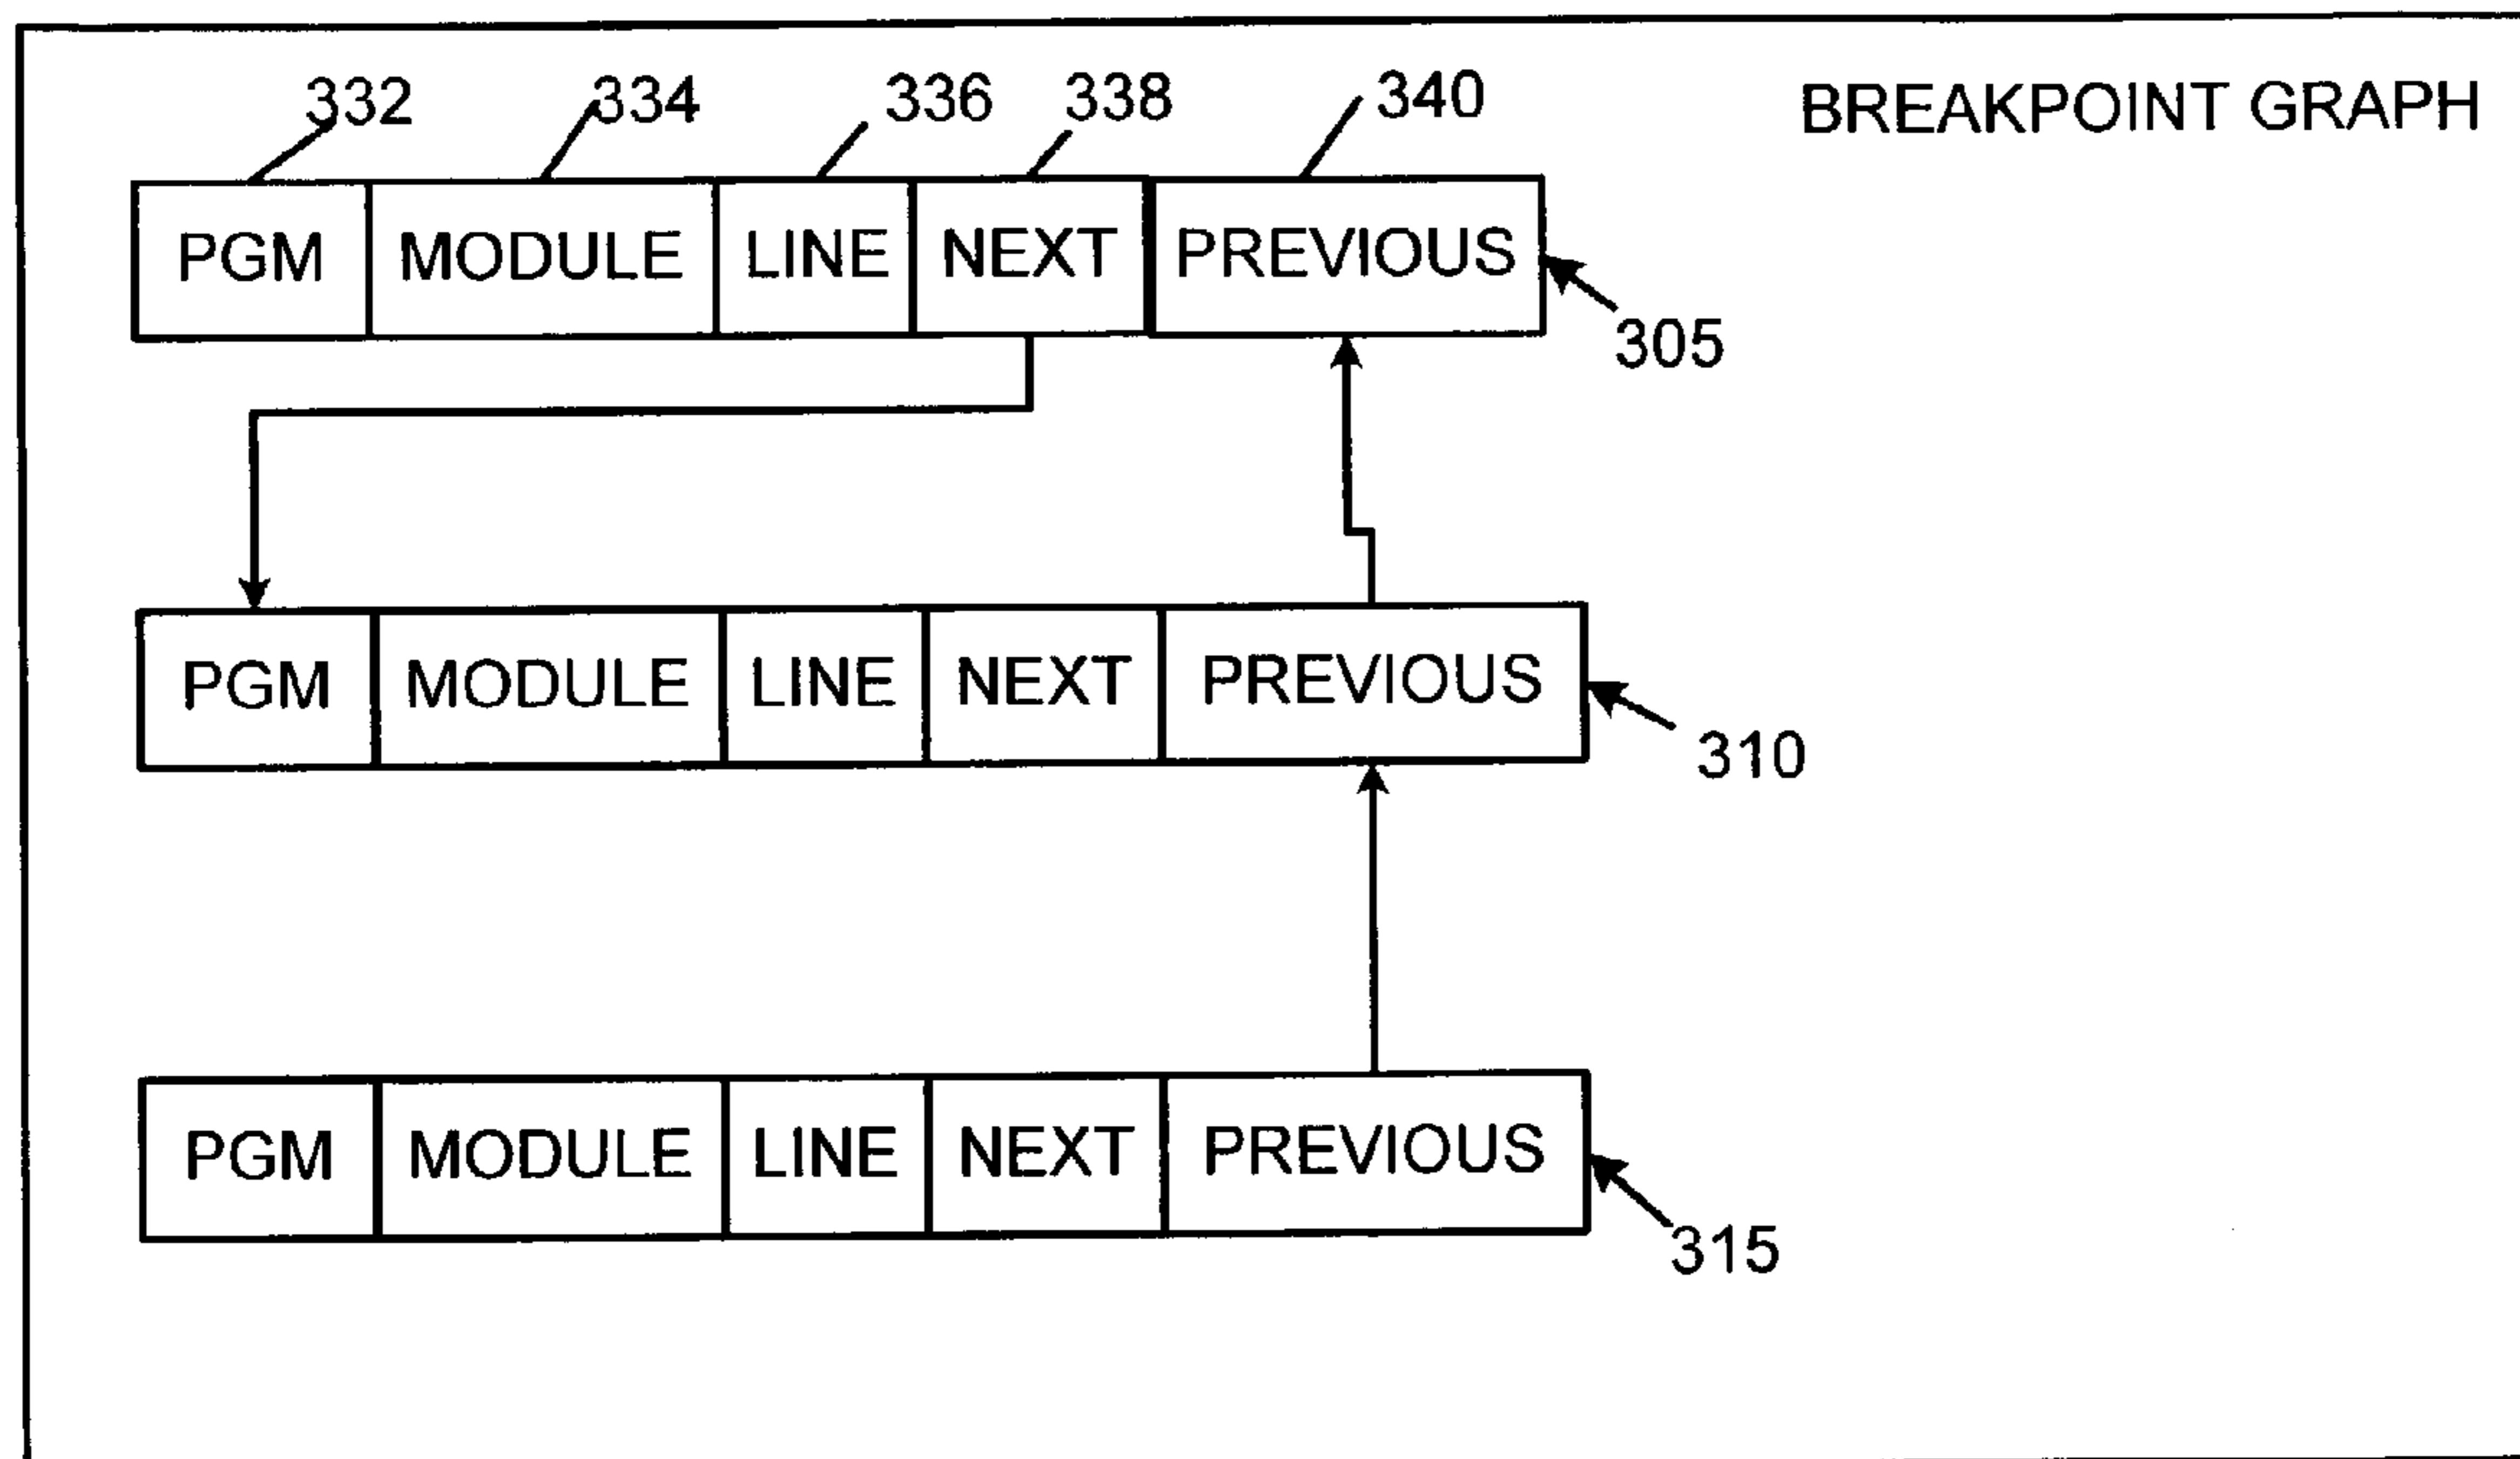 332 334 336 338 340 BREAKPOINT GRAPH
PGM MODULE LINE NEXT PREVIOUS
305
PGM MODULE LINE NEXT PREVIOUS
310
PGM MODULE LINE NEXT PREVIOUS
315